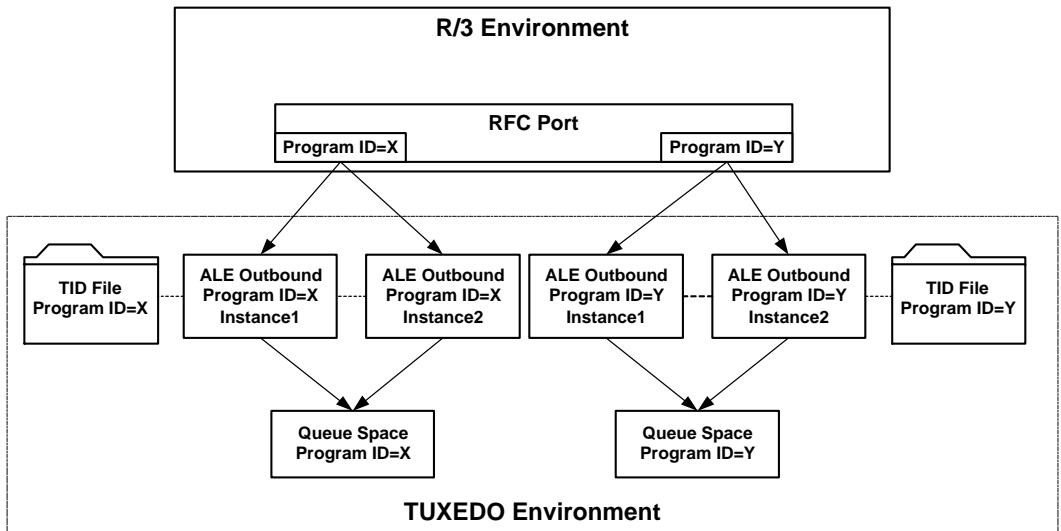 R/3 Environment
RFC Port
Program ID=X
Program ID=Y
TID File
Program ID=X
ALE Outbound
Program ID=X
Instance1
ALE Outbound
Program ID=X
Instance2
ALE Outbound
Program ID=Y
Instance1
ALE Outbound
Program ID=Y
Instance2
TID File
Program ID=Y
Queue Space
Program ID=X
Queue Space
Program ID=Y
TUXEDO Environment